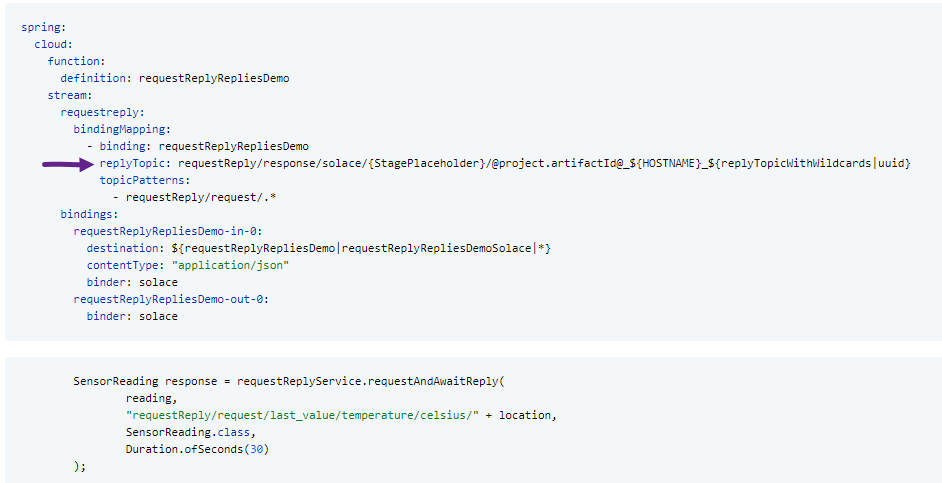 spring:
  cloud:
    function:
      definition: requestReplyRepliesDemo
    stream:
      requestreply:
        bindingMapping:
          - binding: requestReplyRepliesDemo
            replyTopic: requestReply/response/solace/{StagePlaceholder}/@project.artifactId@_${HOSTNAME}_${replyTopicWithWildcards|uuid}
            topicPatterns:
              - requestReply/request/.*
      bindings:
        requestReplyRepliesDemo-in-0:
          destination: ${requestReplyRepliesDemo|requestReplyRepliesDemoSolace|*}
          contentType: "application/json"
          binder: solace
        requestReplyRepliesDemo-out-0:
          binder: solace
        SensorReading response = requestReplyService.requestAndAwaitReply(
                reading,
                "requestReply/request/last_value/temperature/celsius/" + location,
                SensorReading.class,
                Duration.ofSeconds(30)
        );